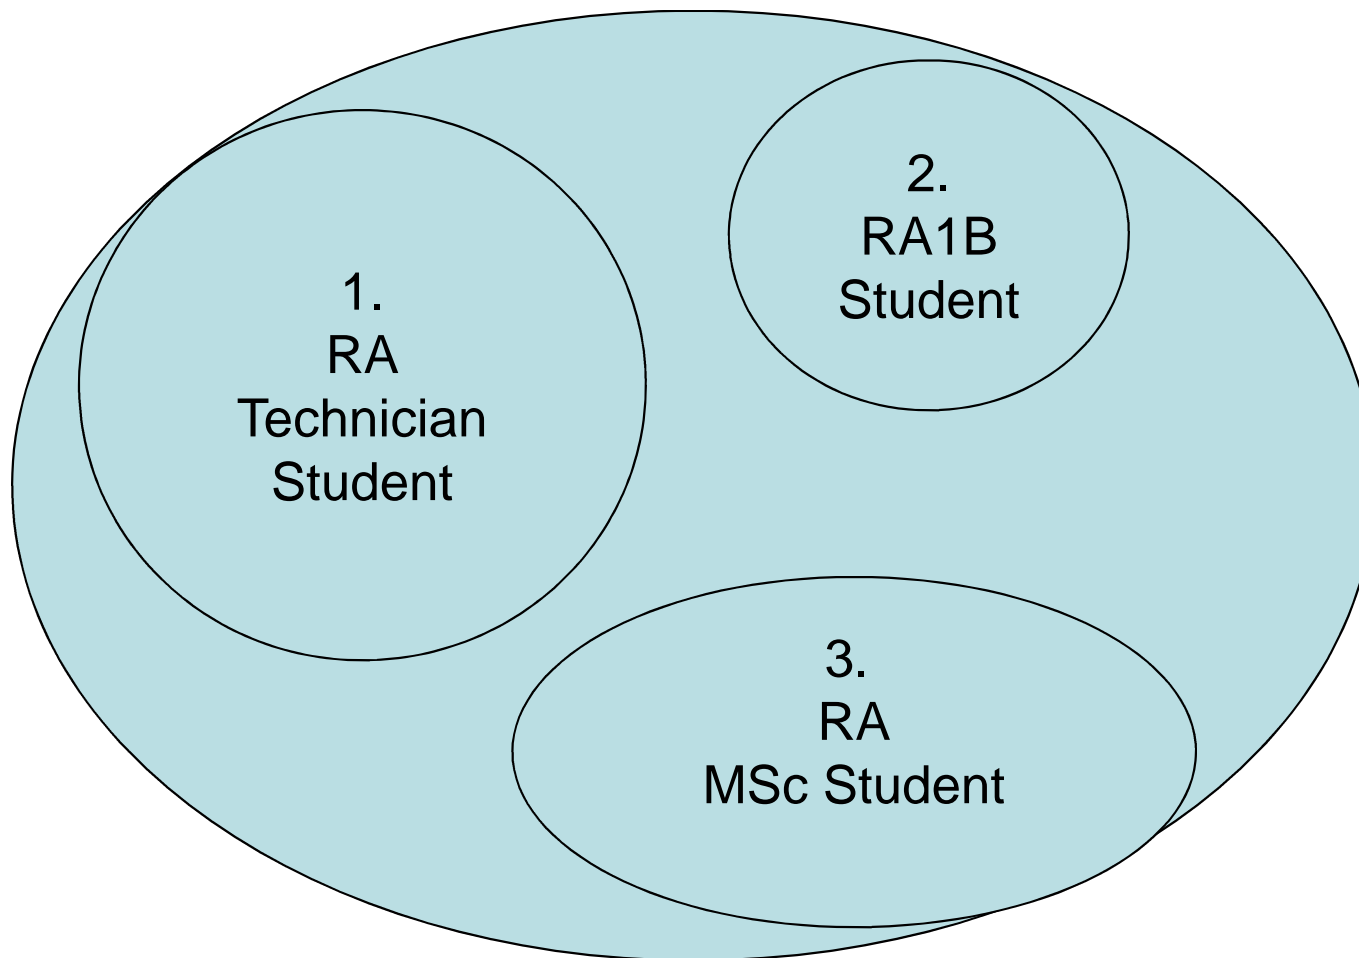 1.
RA
Technician
Student
2.
RA1B
Student
3.
RA
MSc Student